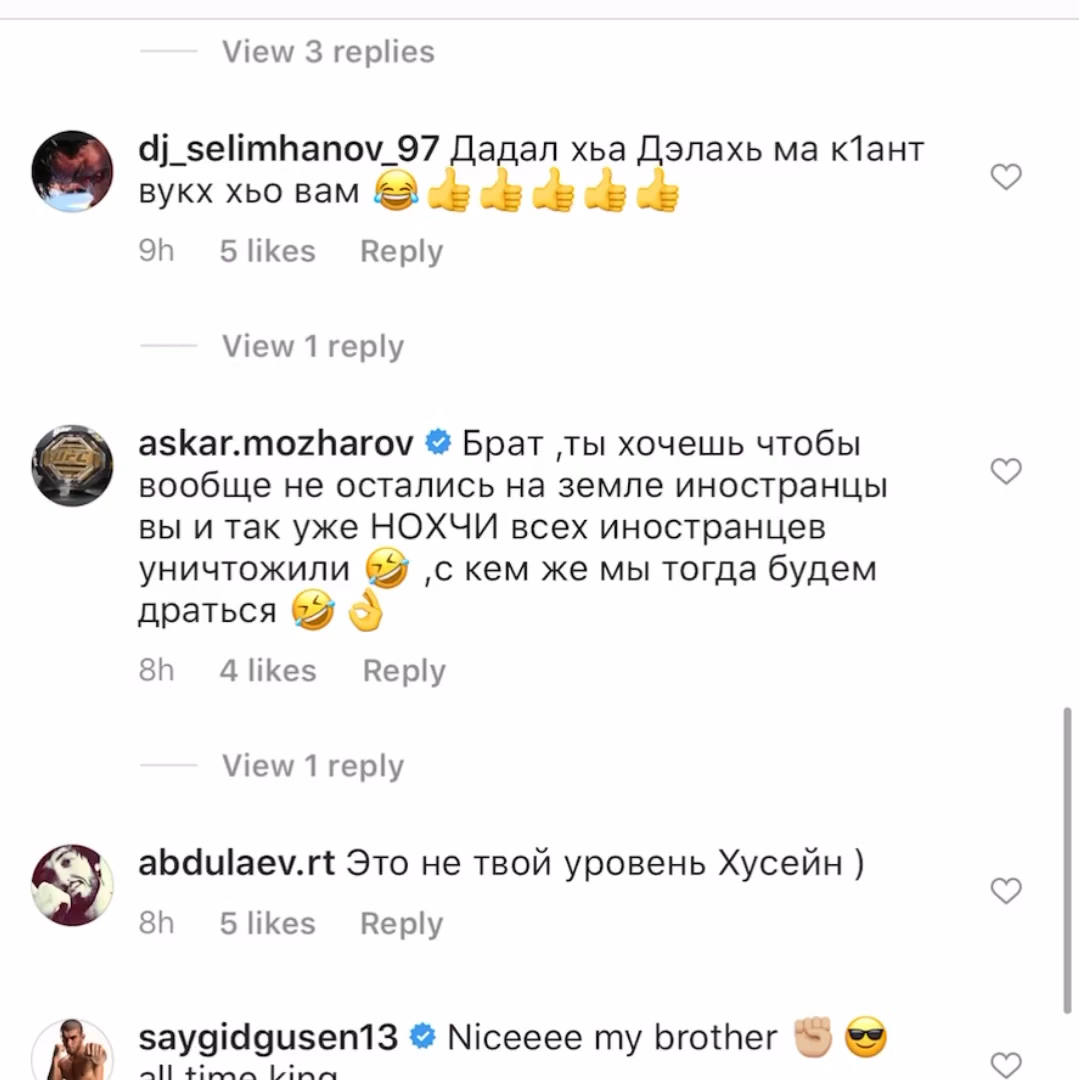 View 3 replies
dj_selimhanov_97 Дадал хьа Дэлахь ма к1ант
вукх хьо вам 😂👍👍👍👍👍
9h 5 likes Reply
View 1 reply
askar.mozharov Брат ,ты хочешь чтобы
вообще не остались на земле иностранцы
вы и так уже НОХЧИ всех иностранцев
уничтожили 🤣 ,с кем же мы тогда будем
драться 🤣👌
8h 4 likes Reply
View 1 reply
abdulaev.rt Это не твой уровень Хусейн )
8h 5 likes Reply
saygidgusen13 Niceeee my brother ✊🏼😎
all time king